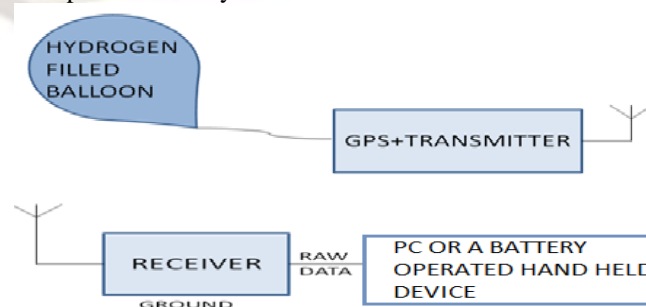 HYDROGEN
FILLED
BALLOON
GPS+TRANSMITTER
RECEIVER
RAW
DATA
PC OR A BATTERY
OPERATED HAND HELD
DEVICE
GROUND